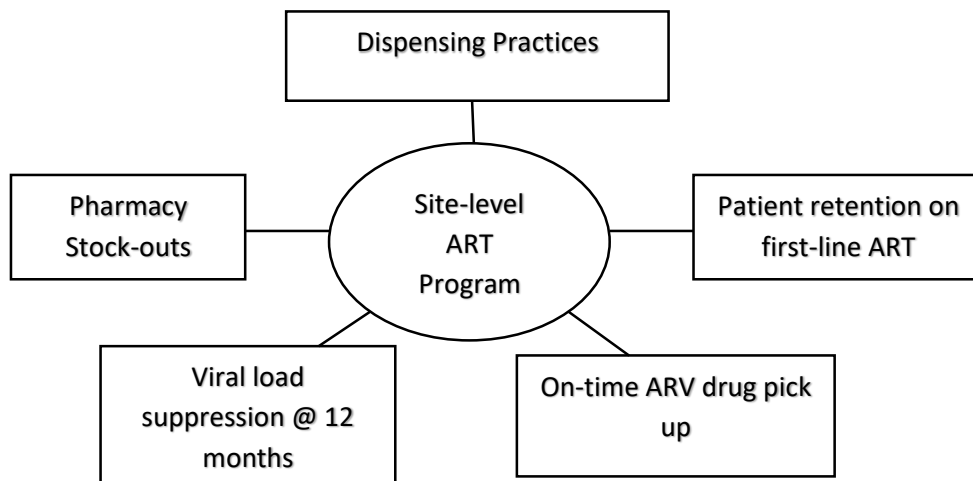 Dispensing Practices
Pharmacy
Stock-outs
Site-level
ART
Program
Patient retention on
first-line ART
Viral load
suppression @ 12
months
On-time ARV drug pick
up